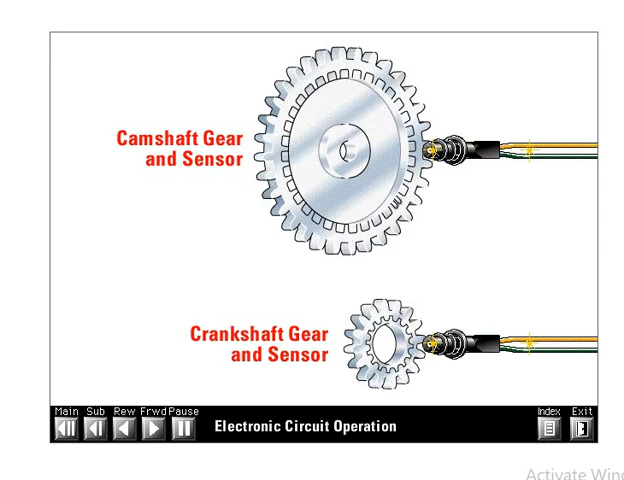 Camshaft Gear
and Sensor
Crankshaft Gear
and Sensor
Main Sub Rew Frwd Pause
Electronic Circuit Operation
Index Exit
Activate Wind